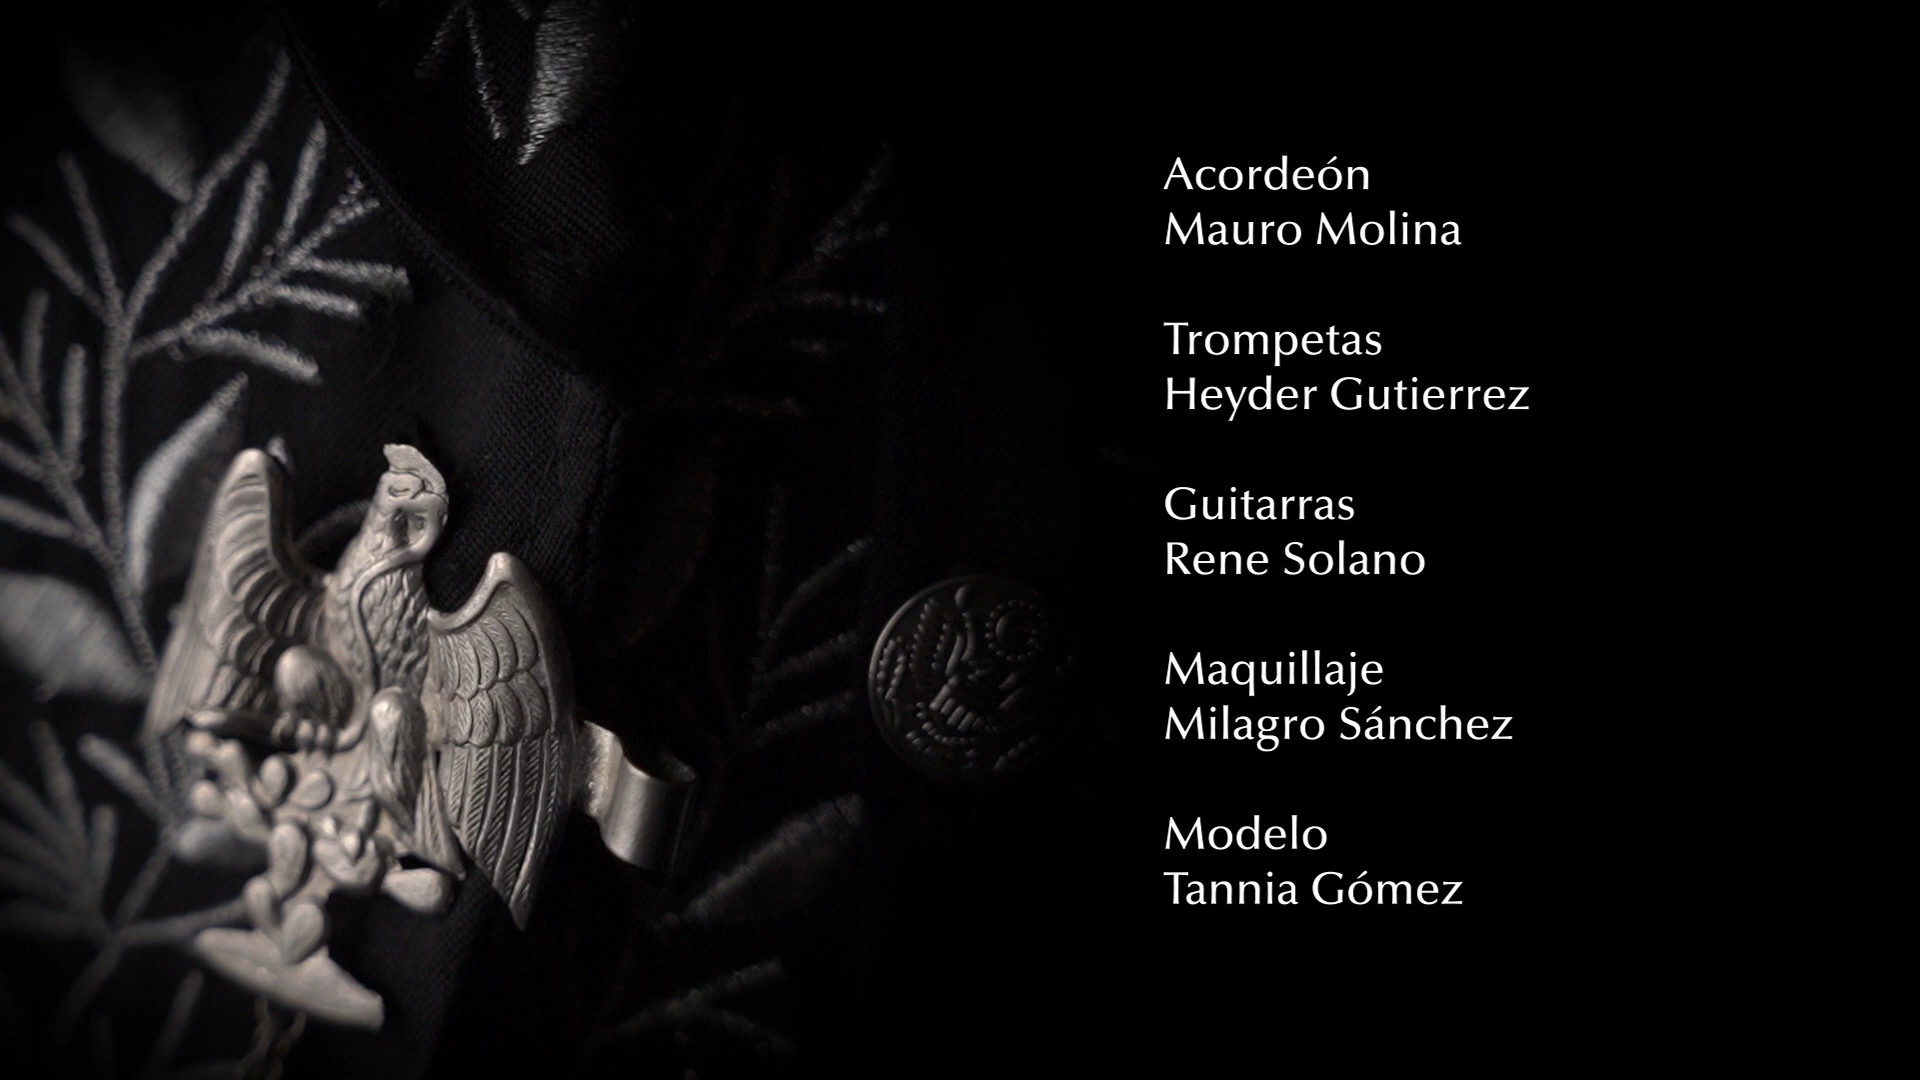 Acordeón
Mauro Molina
Trompetas
Heyder Gutierrez
Guitarras
Rene Solano
Maquillaje
Milagro Sánchez
Modelo
Tannia Gómez